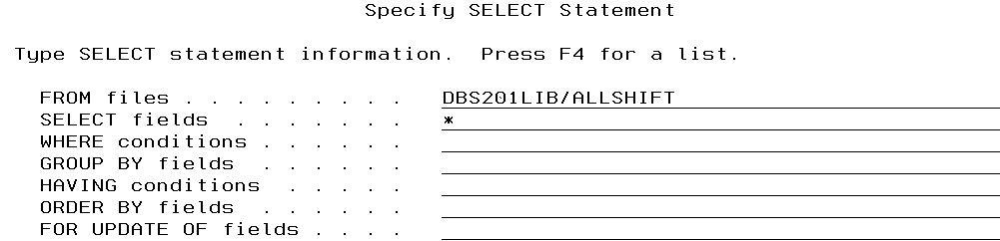 Specify SELECT Statement
Type SELECT statement information.  Press F4 for a list.
FROM files . . . . . . . . .   DBS201LIB/ALLSHIFT
SELECT fields  . . . . . . .   *
WHERE conditions . . . . . .
GROUP BY fields  . . . . . .
HAVING conditions  . . . . .
ORDER BY fields  . . . . . .
FOR UPDATE OF fields . . . .